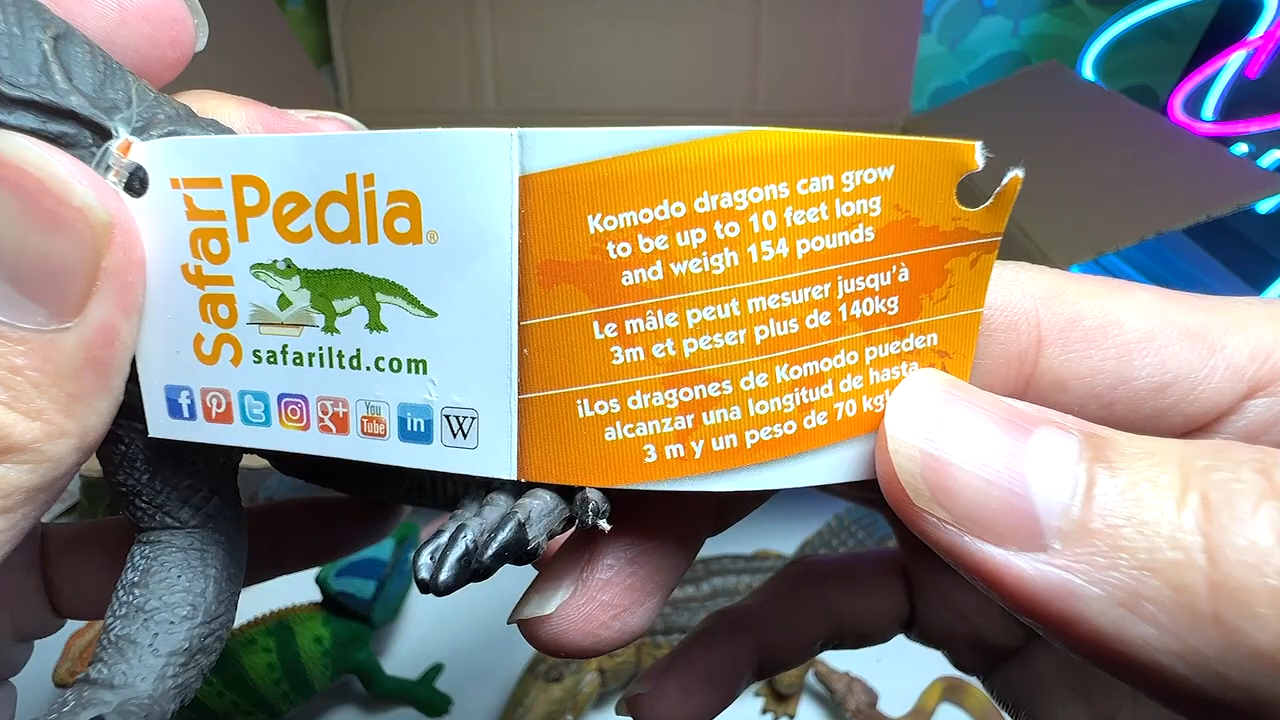 Safari
Pedia®
safariltd.com
f
t
g+
You
Tube
in
W
Komodo dragons can grow
to be up to 10 feet long
and weigh 154 pounds
Le mâle peut mesurer jusqu'à
3m et peser plus de 140kg
¡Los dragones de Komodo pueden
alcanzar una longitud de hasta
3 m y un peso de 70 kg!